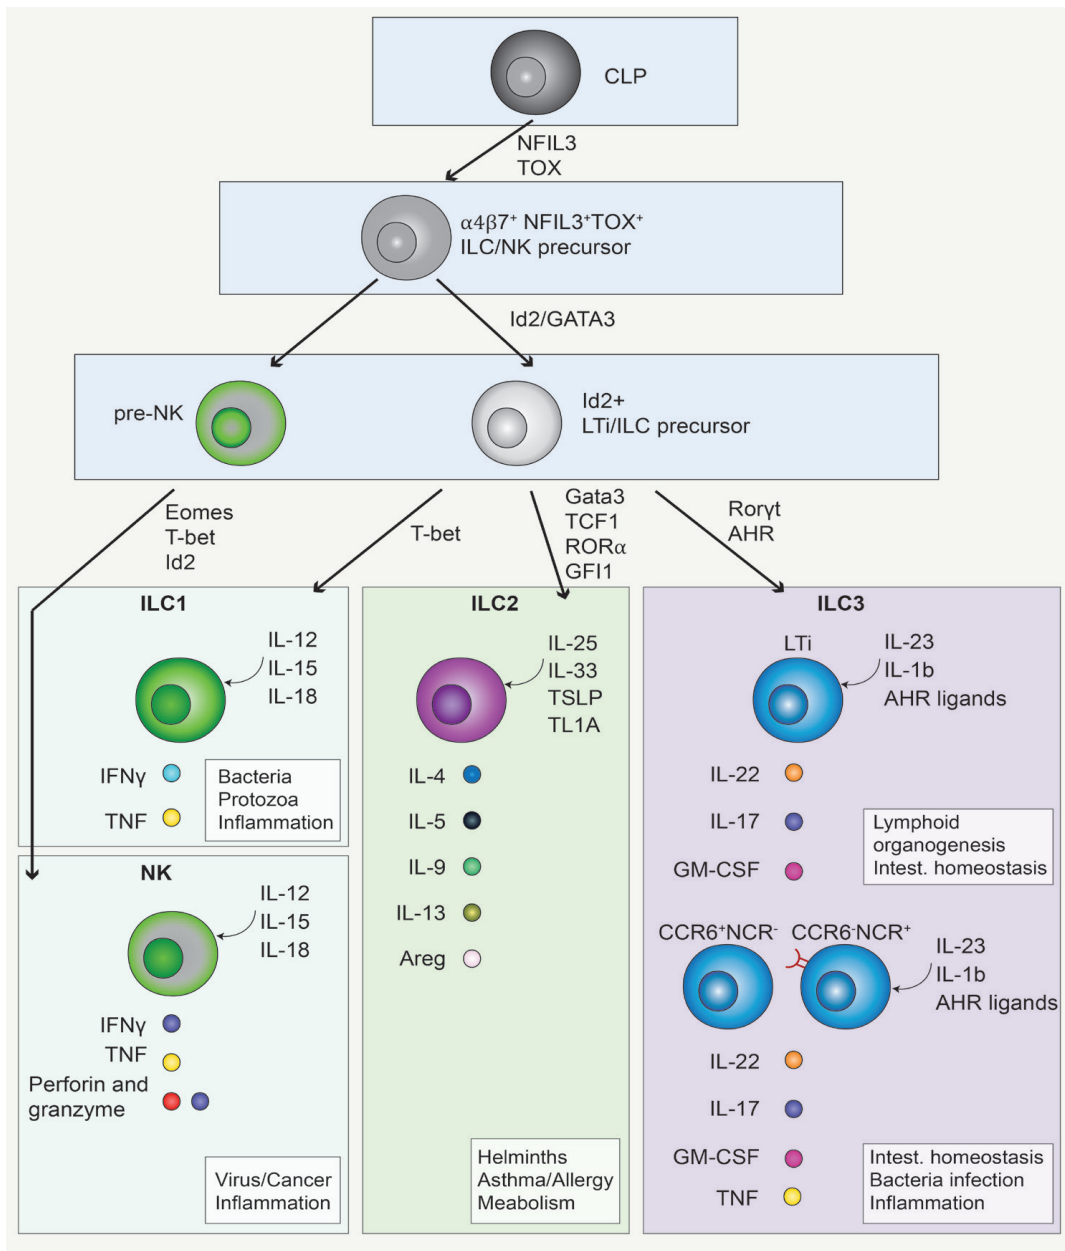 CLP
NFIL3
TOX
α4β7⁺ NFIL3⁺TOX⁺
ILC/NK precursor
Id2/GATA3
pre-NK
Id2+
LTi/ILC precursor
Eomes
T-bet
Id2
T-bet
Gata3
TCF1
RORα
GFI1
Rorγt
AHR
ILC1
IL-12
IL-15
IL-18
IFNγ
TNF
Bacteria
Protozoa
Inflammation
NK
IL-12
IL-15
IL-18
IFNγ
TNF
Perforin and
granzyme
Virus/Cancer
Inflammation
ILC2
IL-25
IL-33
TSLP
TL1A
IL-4
IL-5
IL-9
IL-13
Areg
Helminths
Asthma/Allergy
Meabolism
ILC3
LTi
IL-23
IL-1b
AHR ligands
IL-22
IL-17
GM-CSF
Lymphoid
organogenesis
Intest. homeostasis
CCR6⁺NCR⁻
CCR6⁻NCR⁺
IL-23
IL-1b
AHR ligands
IL-22
IL-17
GM-CSF
TNF
Intest. homeostasis
Bacteria infection
Inflammation